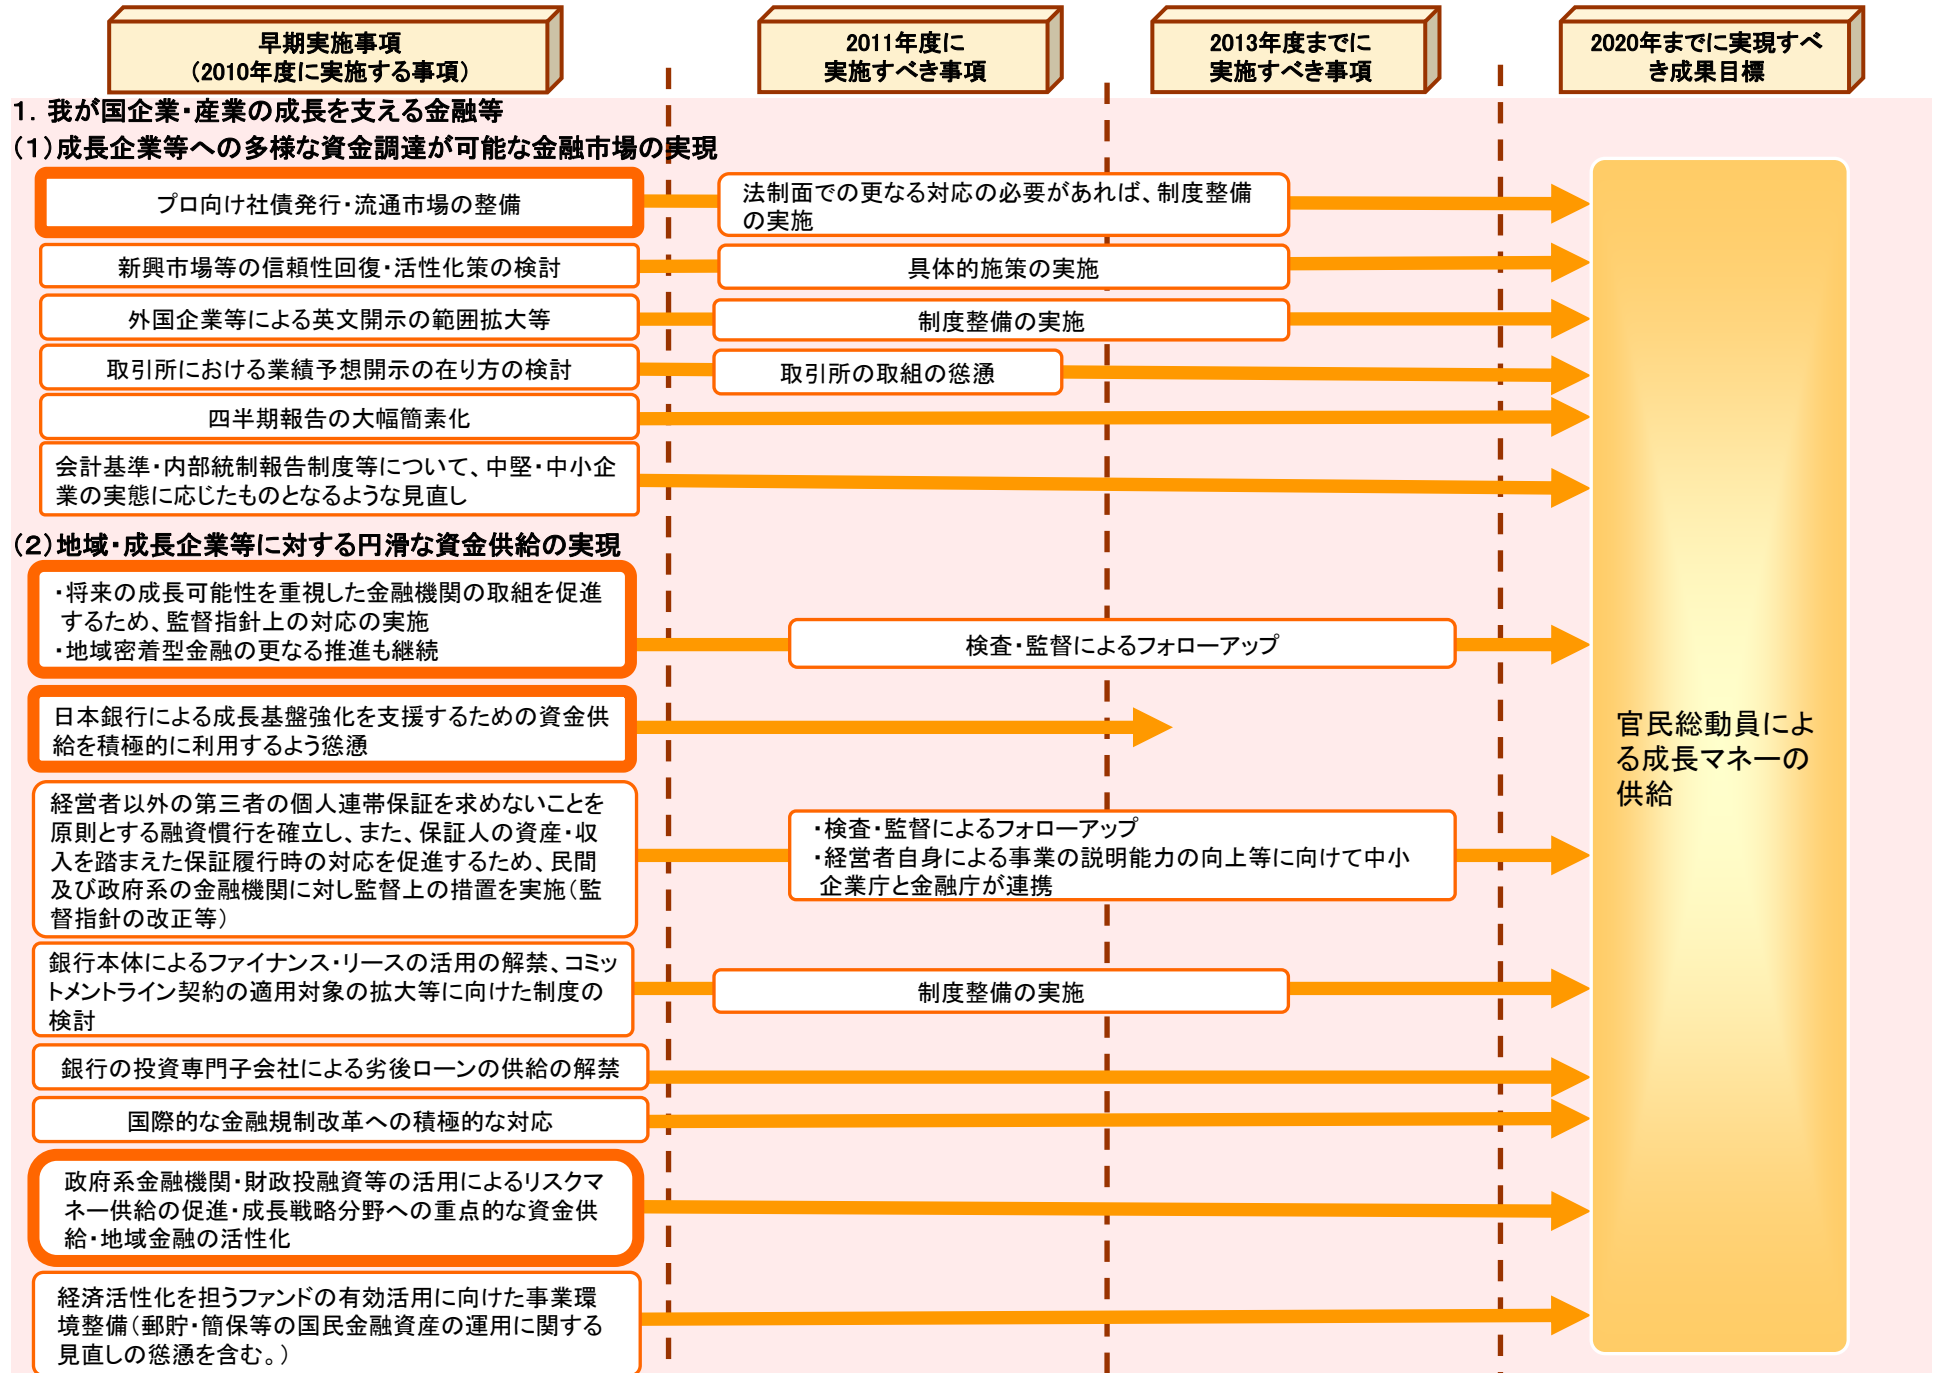 早期実施事項
(2010年度に実施する事項)
2011年度に
実施すべき事項
2013年度までに
実施すべき事項
2020年までに実現すべ
き成果目標
1．我が国企業・産業の成長を支える金融等
(1)成長企業等への多様な資金調達が可能な金融市場の実現
プロ向け社債発行・流通市場の整備
法制面での更なる対応の必要があれば、制度整備
の実施
新興市場等の信頼性回復・活性化策の検討
具体的施策の実施
外国企業等による英文開示の範囲拡大等
制度整備の実施
取引所における業績予想開示の在り方の検討
取引所の取組の慫慂
四半期報告の大幅簡素化
会計基準・内部統制報告制度等について、中堅・中小企
業の実態に応じたものとなるような見直し
(2)地域・成長企業等に対する円滑な資金供給の実現
・将来の成長可能性を重視した金融機関の取組を促進
するため、監督指針上の対応の実施
・地域密着型金融の更なる推進も継続
検査・監督によるフォローアップ
日本銀行による成長基盤強化を支援するための資金供
給を積極的に利用するよう慫慂
官民総動員によ
る成長マネーの
供給
経営者以外の第三者の個人連帯保証を求めないことを
原則とする融資慣行を確立し、また、保証人の資産・収
入を踏まえた保証履行時の対応を促進するため、民間
及び政府系の金融機関に対し監督上の措置を実施(監
督指針の改正等)
・検査・監督によるフォローアップ
・経営者自身による事業の説明能力の向上等に向けて中小
企業庁と金融庁が連携
銀行本体によるファイナンス・リースの活用の解禁、コミッ
トメントライン契約の適用対象の拡大等に向けた制度の
検討
制度整備の実施
銀行の投資専門子会社による劣後ローンの供給の解禁
国際的な金融規制改革への積極的な対応
政府系金融機関・財政投融資等の活用によるリスクマ
ネー供給の促進・成長戦略分野への重点的な資金供
給・地域金融の活性化
経済活性化を担うファンドの有効活用に向けた事業環
境整備(郵貯・簡保等の国民金融資産の運用に関する
見直しの慫慂を含む。)